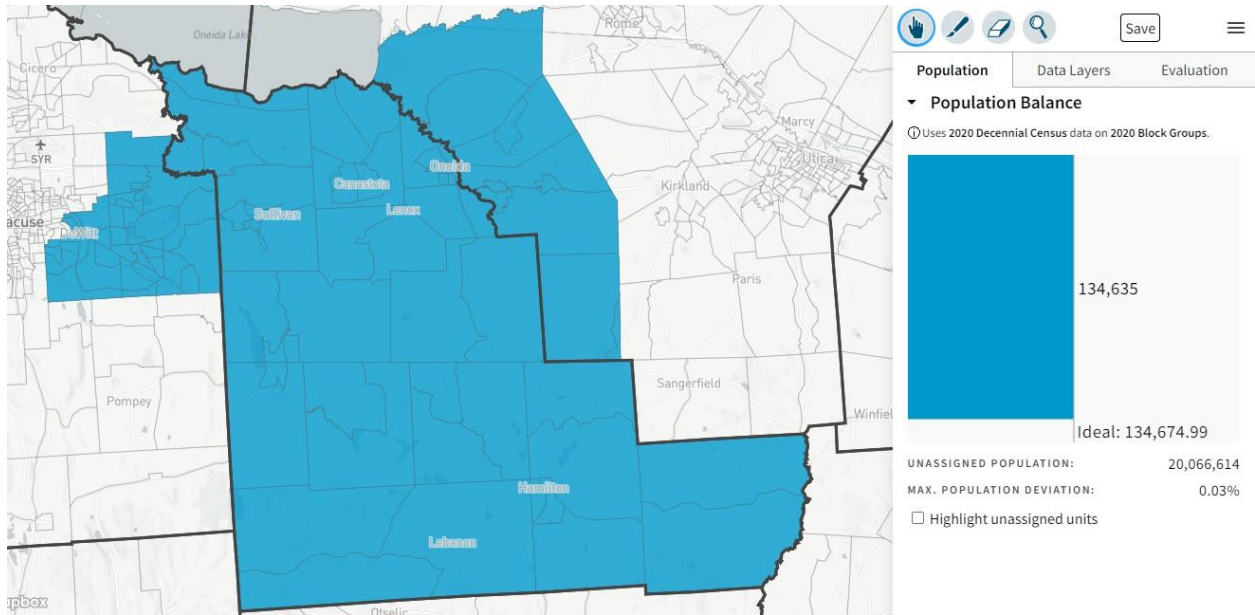 Oneida Lake
Rome
Cicero
SYR
Marcy
Utica
Canastota
Oneida
Kirkland
Sullivan
Lenox
acuse
DeWitt
Paris
Pompey
Sangerfield
Winfiel
Hamilton
Lebanon
Otselic
apbox
Save
Population
Data Layers
Evaluation
Population Balance
Uses 2020 Decennial Census data on 2020 Block Groups.
134,635
Ideal: 134,674.99
UNASSIGNED POPULATION: 20,066,614
MAX. POPULATION DEVIATION: 0.03%
Highlight unassigned units